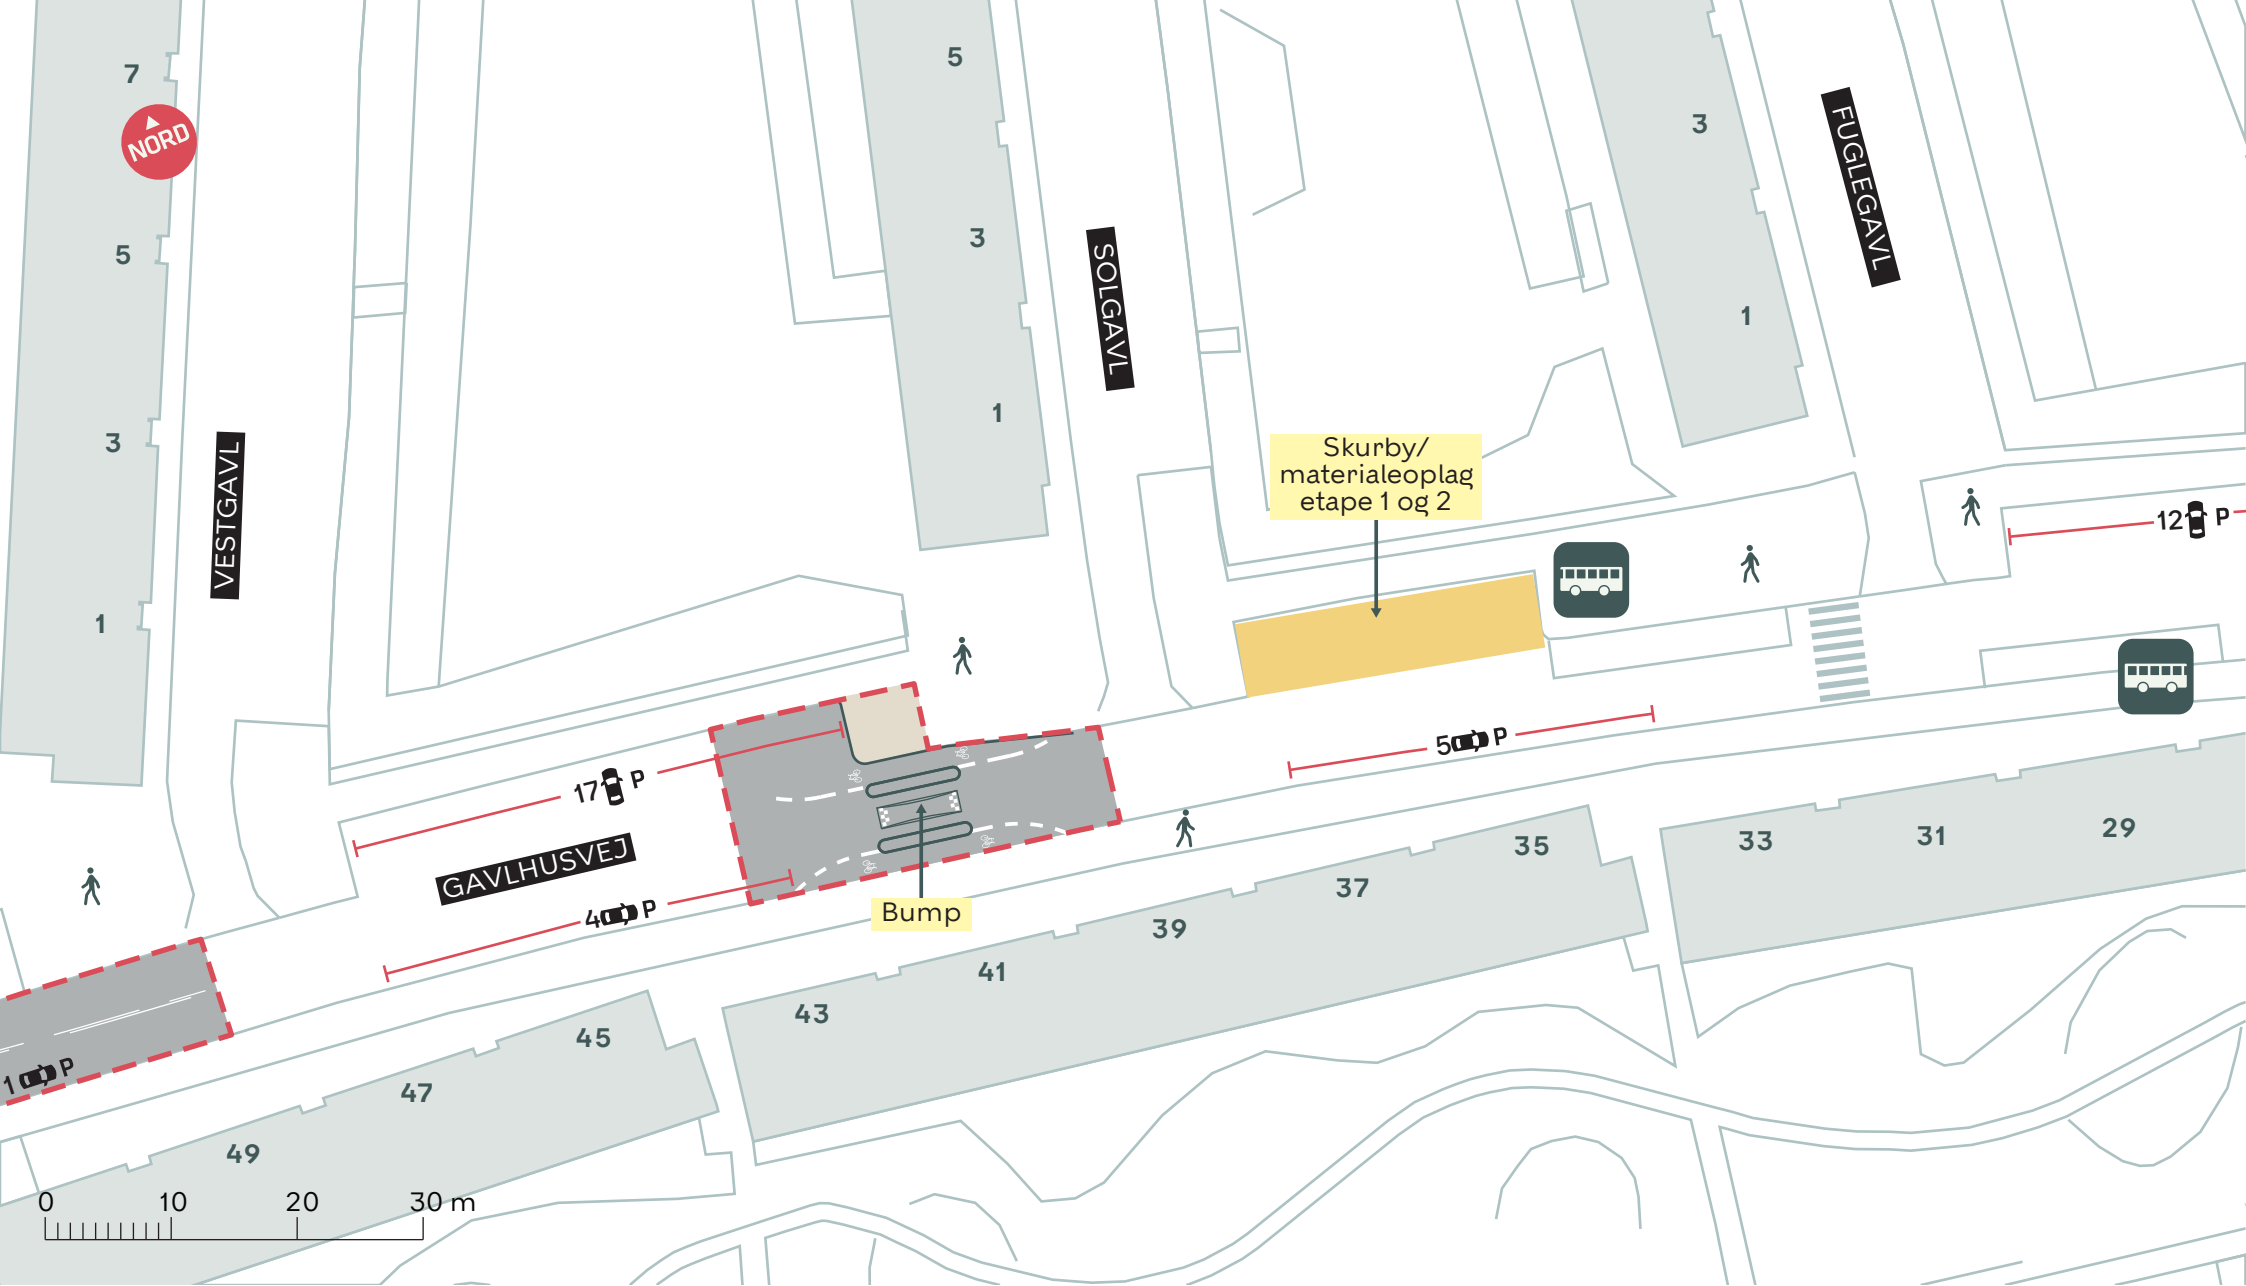 7
NORD
5
3
1
VESTGAVL
5
3
1
SOLGAVL
3
1
FUGLEGAVL
Skurby/
materialeoplag
etape 1 og 2
12 P
5 P
17 P
GAVLHUSVEJ
4 P
Bump
1 P
35
33
31
29
37
39
41
43
45
47
49
0 10 20 30 m